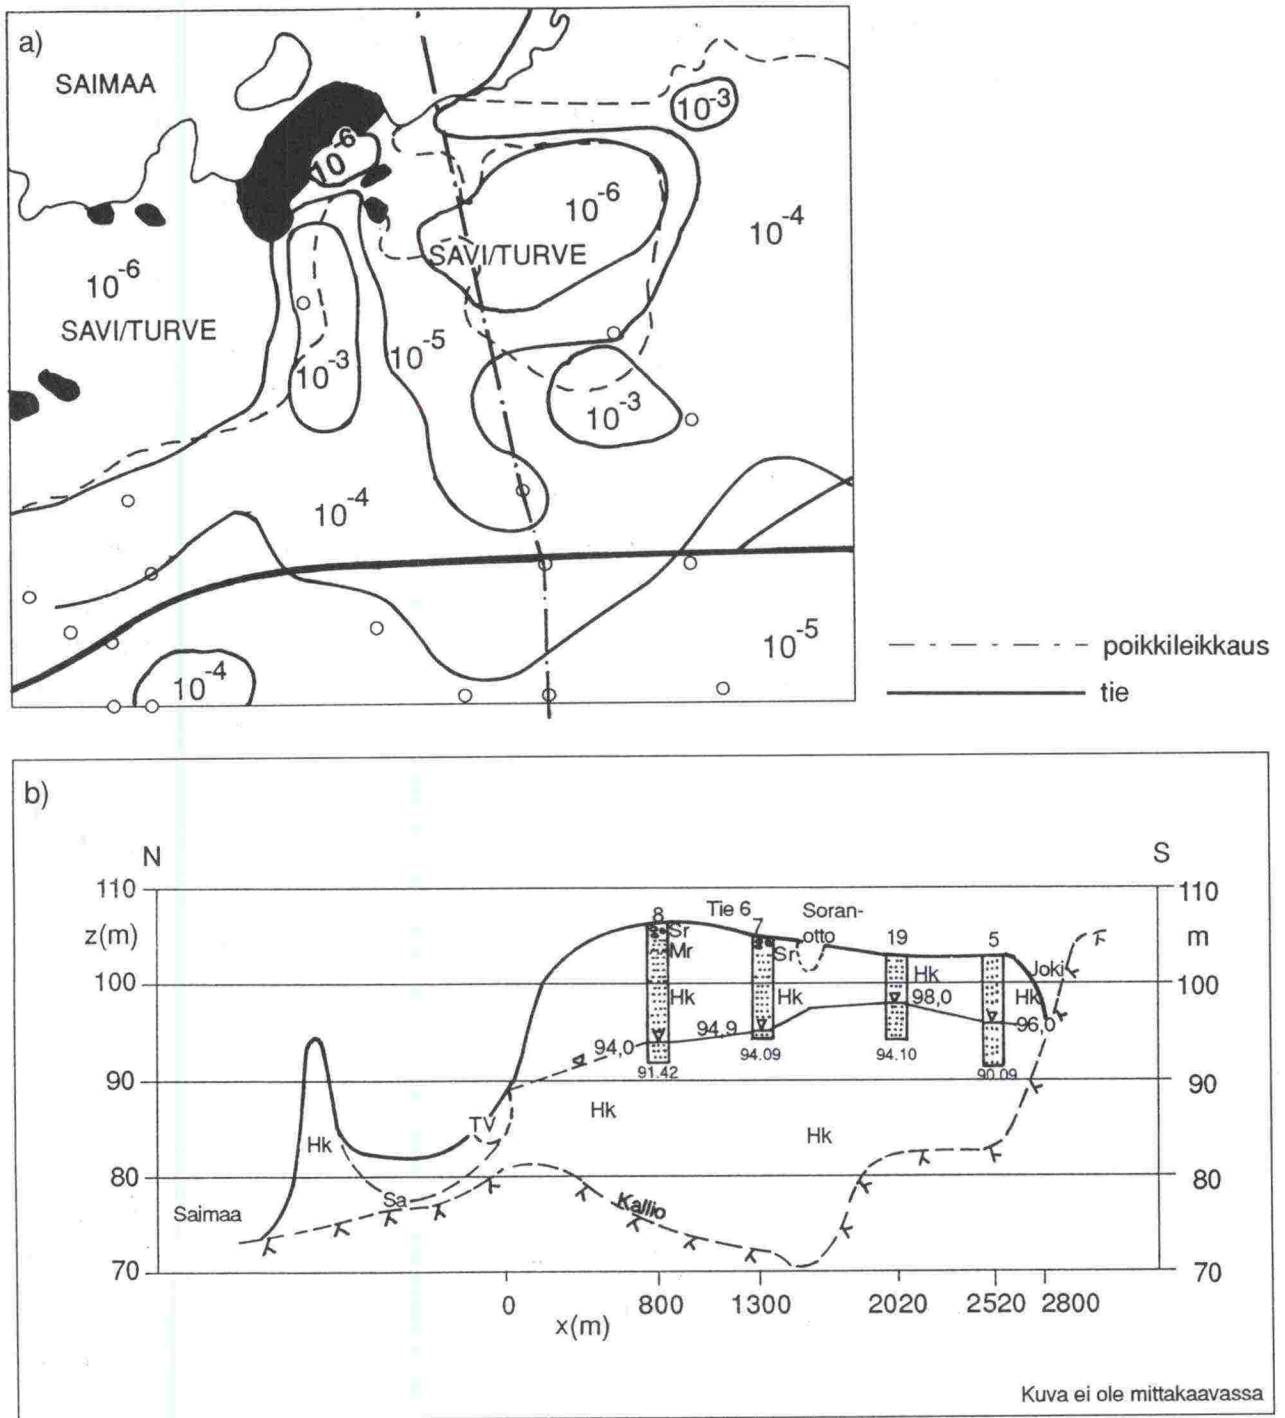 a)
SAIMAA
10⁻³
10⁻⁶
10⁻⁶
10⁻⁴
SAVI/TURVE
10⁻⁶
SAVI/TURVE
10⁻⁵
10⁻³
10⁻³
10⁻⁴
10⁻⁵
10⁻⁴
poikkileikkaus
tie
b)
N
S
110
z(m)
100
90
80
70
110
m
100
90
80
70
8
Tie 6
7
Soran-
otto
19
5
Sr
Mr
Sr
Hk
Hk
Hk
Hk
Joki
94,0
94,9
98,0
96,0
91.42
94.09
94.10
90.09
TV
Hk
Hk
Hk
Sa
Kallio
Saimaa
0
800
1300
2020
2520
2800
x(m)
Kuva ei ole mittakaavassa